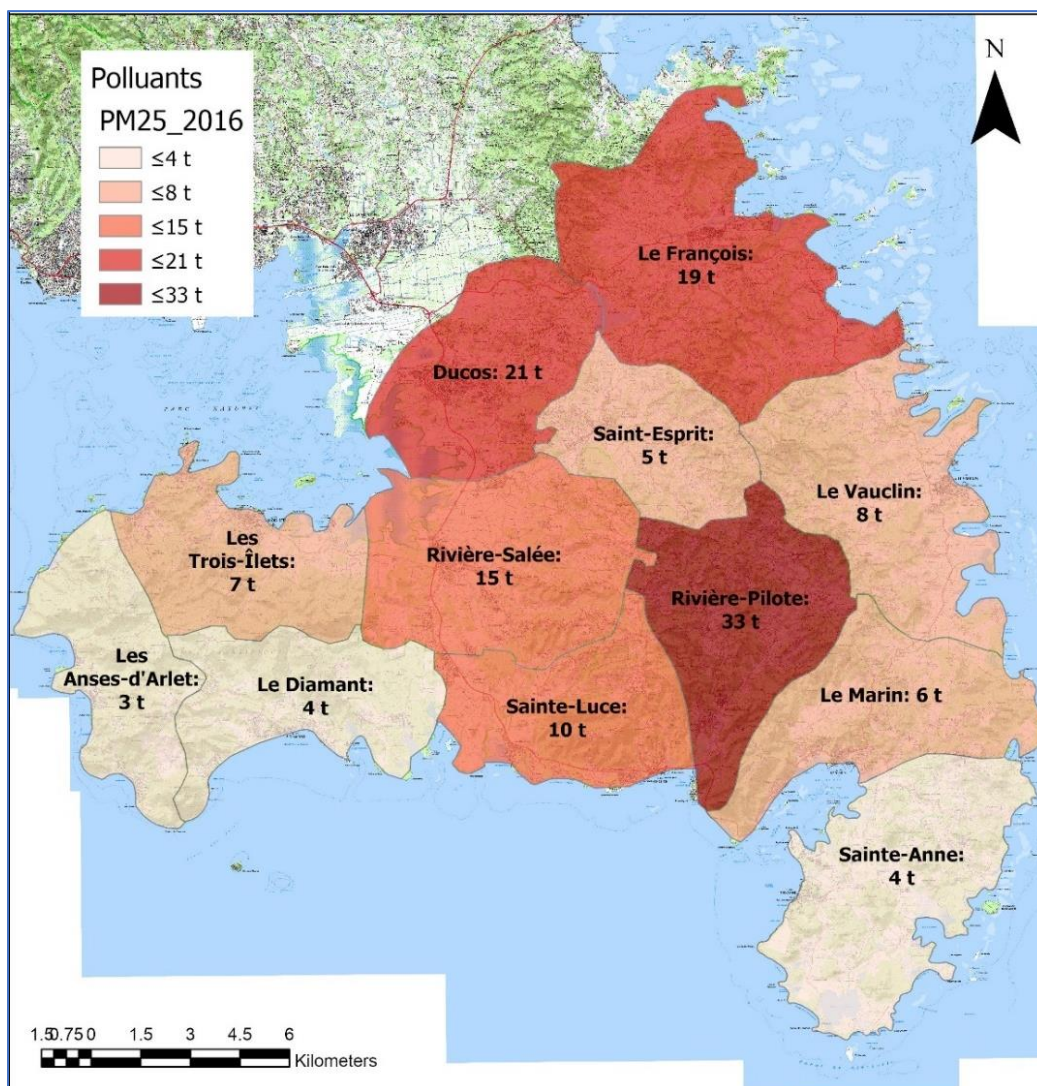 N
Polluants
PM25_2016
≤4 t
≤8 t
≤15 t
≤21 t
≤33 t
Le François:
19 t
Ducos: 21 t
Saint-Esprit:
5 t
Le Vauclin:
8 t
Les
Trois-Îlets:
7 t
Rivière-Salée:
15 t
Rivière-Pilote:
33 t
Les
Anses-d'Arlet:
3 t
Le Diamant:
4 t
Sainte-Luce:
10 t
Le Marin: 6 t
Sainte-Anne:
4 t
1.5 0.75 0 1.5 3 4.5 6
Kilometers